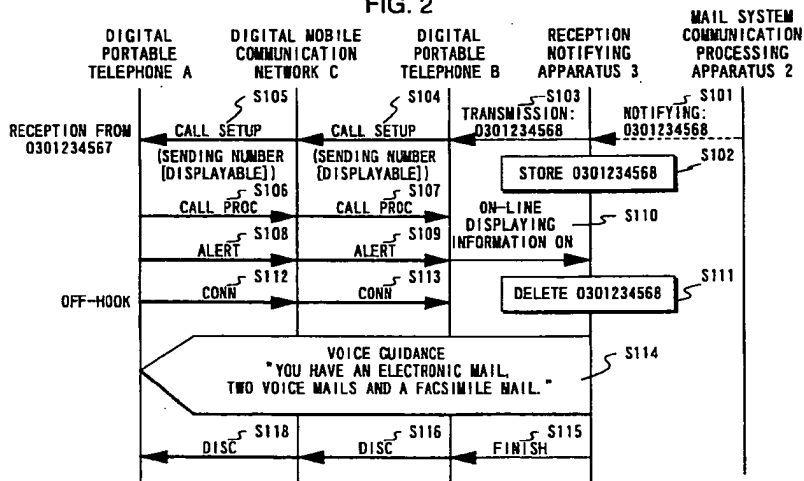 FIG. 2
DIGITAL PORTABLE TELEPHONE A
DIGITAL MOBILE COMMUNICATION NETWORK C
DIGITAL PORTABLE TELEPHONE B
RECEPTION NOTIFYING APPARATUS 3
MAIL SYSTEM COMMUNICATION PROCESSING APPARATUS 2
S105
S104
S103
S101
RECEPTION FROM 0301234567
CALL SETUP
CALL SETUP
TRANSMISSION: 0301234568
NOTIFYING: 0301234568
(SENDING NUMBER [DISPLAYABLE])
(SENDING NUMBER [DISPLAYABLE])
STORE 0301234568
S102
S106
S107
CALL PROC
CALL PROC
ON-LINE DISPLAYING INFORMATION ON
S110
S108
S109
ALERT
ALERT
S112
S113
S111
OFF-HOOK
CONN
CONN
DELETE 0301234568
VOICE GUIDANCE
"YOU HAVE AN ELECTRONIC MAIL,
TWO VOICE MAILS AND A FACSIMILE MAIL."
S114
S118
S116
S115
DISC
DISC
FINISH